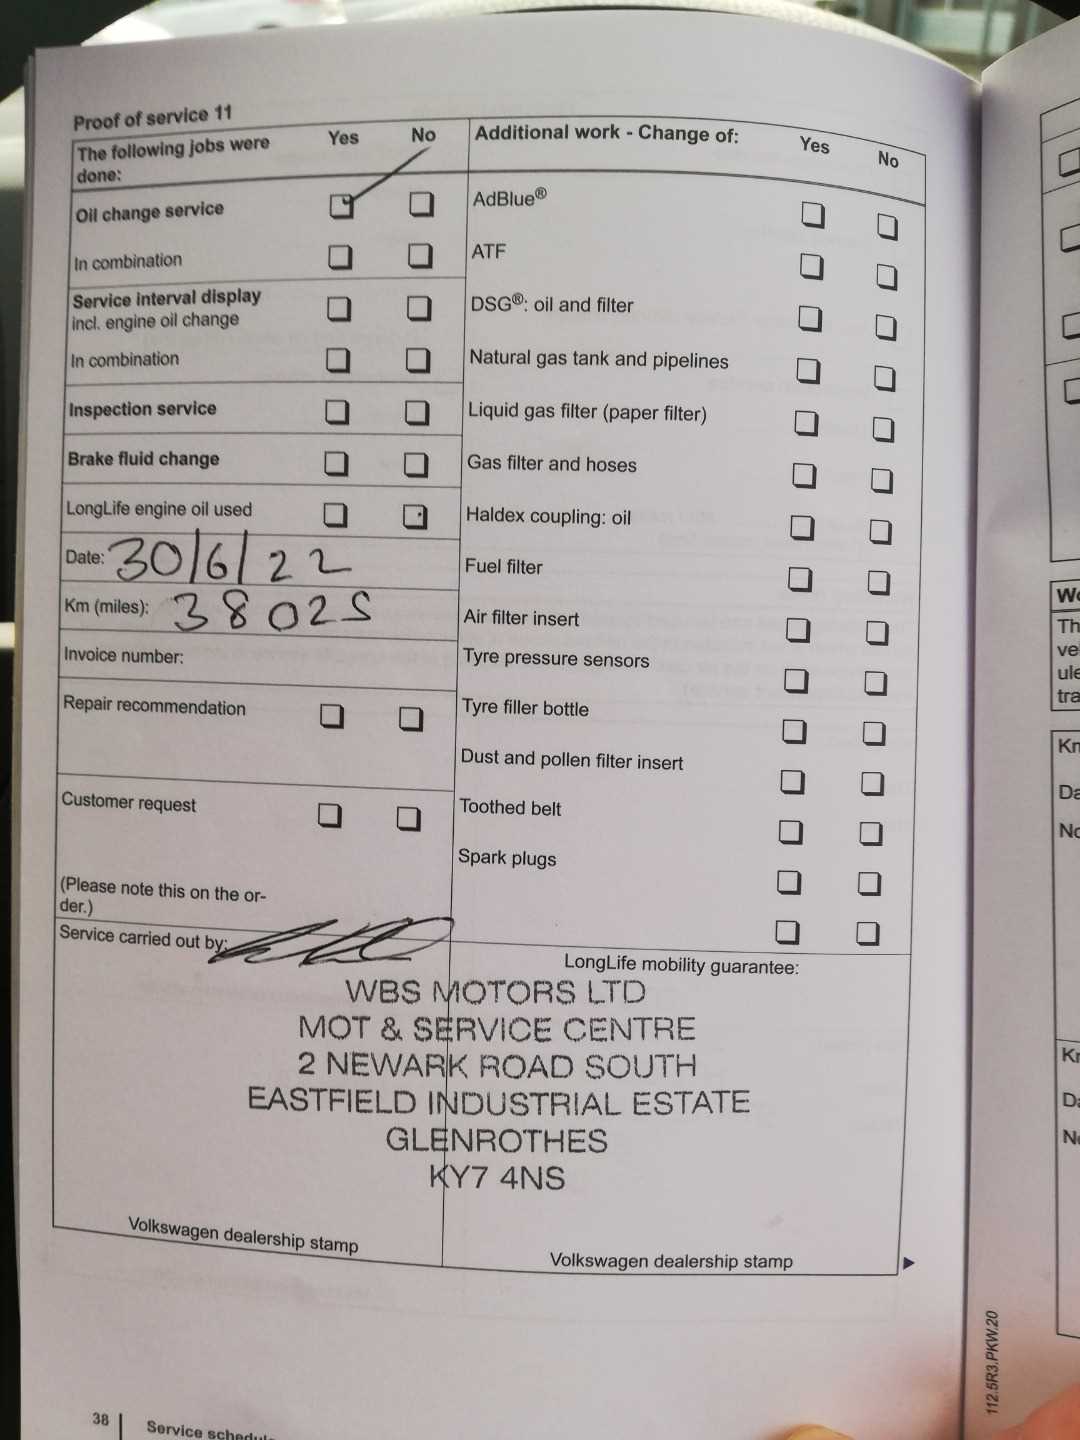 Proof of service 11
The following jobs were done: Yes No
Oil change service
In combination
Service interval display
incl. engine oil change
In combination
Inspection service
Brake fluid change
LongLife engine oil used
Date: 30/6/22
Km (miles): 38025
Invoice number:
Repair recommendation
Customer request
(Please note this on the or-
der.)
Service carried out by:
Additional work - Change of: Yes No
AdBlue®
ATF
DSG®: oil and filter
Natural gas tank and pipelines
Liquid gas filter (paper filter)
Gas filter and hoses
Haldex coupling: oil
Fuel filter
Air filter insert
Tyre pressure sensors
Tyre filler bottle
Dust and pollen filter insert
Toothed belt
Spark plugs
LongLife mobility guarantee:
WBS MOTORS LTD
MOT & SERVICE CENTRE
2 NEWARK ROAD SOUTH
EASTFIELD INDUSTRIAL ESTATE
GLENROTHES
KY7 4NS
Volkswagen dealership stamp
Volkswagen dealership stamp
38 Service
112.5R3.PKW.20
Th